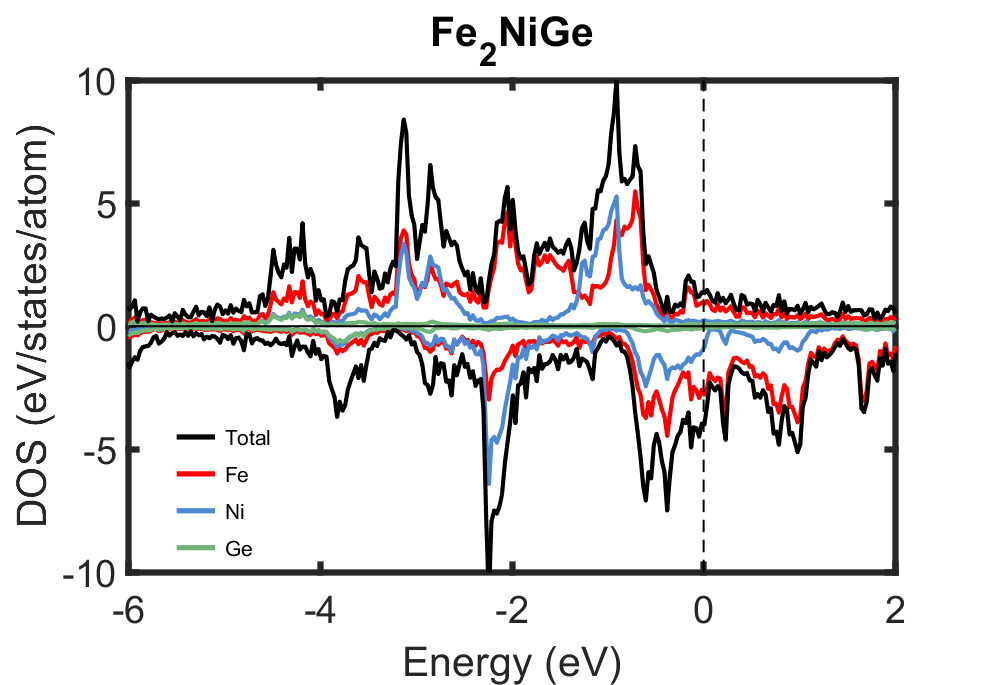 Fe₂NiGe
DOS (eV/states/atom)
10
5
0
-5
-10
Total
Fe
Ni
Ge
-6 -4 -2 0 2
Energy (eV)